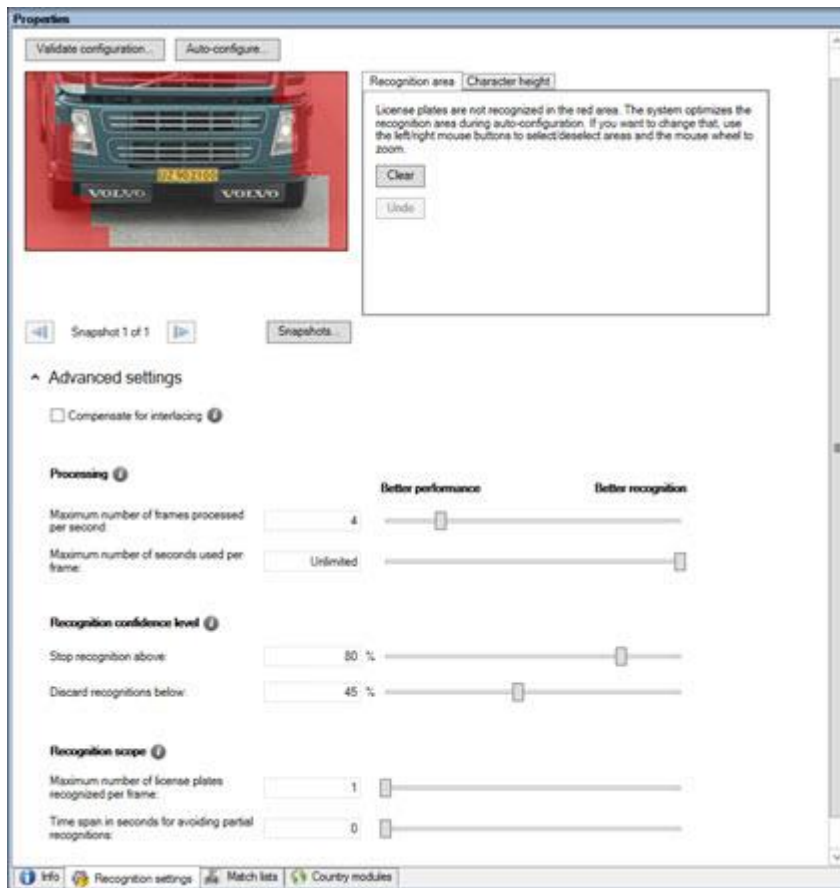 Properties
Validate configuration...
Auto-configure...
Recognition area
Character height
License plates are not recognized in the red area. The system optimizes the
recognition area during auto-configuration. If you want to change that, use
the left/right mouse buttons to select/deselect areas and the mouse wheel to
zoom.
Clear
Undo
UZ 902100
VOLVO VOLVO
Snapshot 1 of 1
Snapshots...
Advanced settings
Compensate for interlacing
Processing
Better performance Better recognition
Maximum number of frames processed
per second: 4
Maximum number of seconds used per
frame: Unlimited
Recognition confidence level
Stop recognition above: 80 %
Discard recognitions below: 45 %
Recognition scope
Maximum number of license plates
recognized per frame: 1
Time span in seconds for avoiding partial
recognitions: 0
Info Recognition settings Match lists Country modules